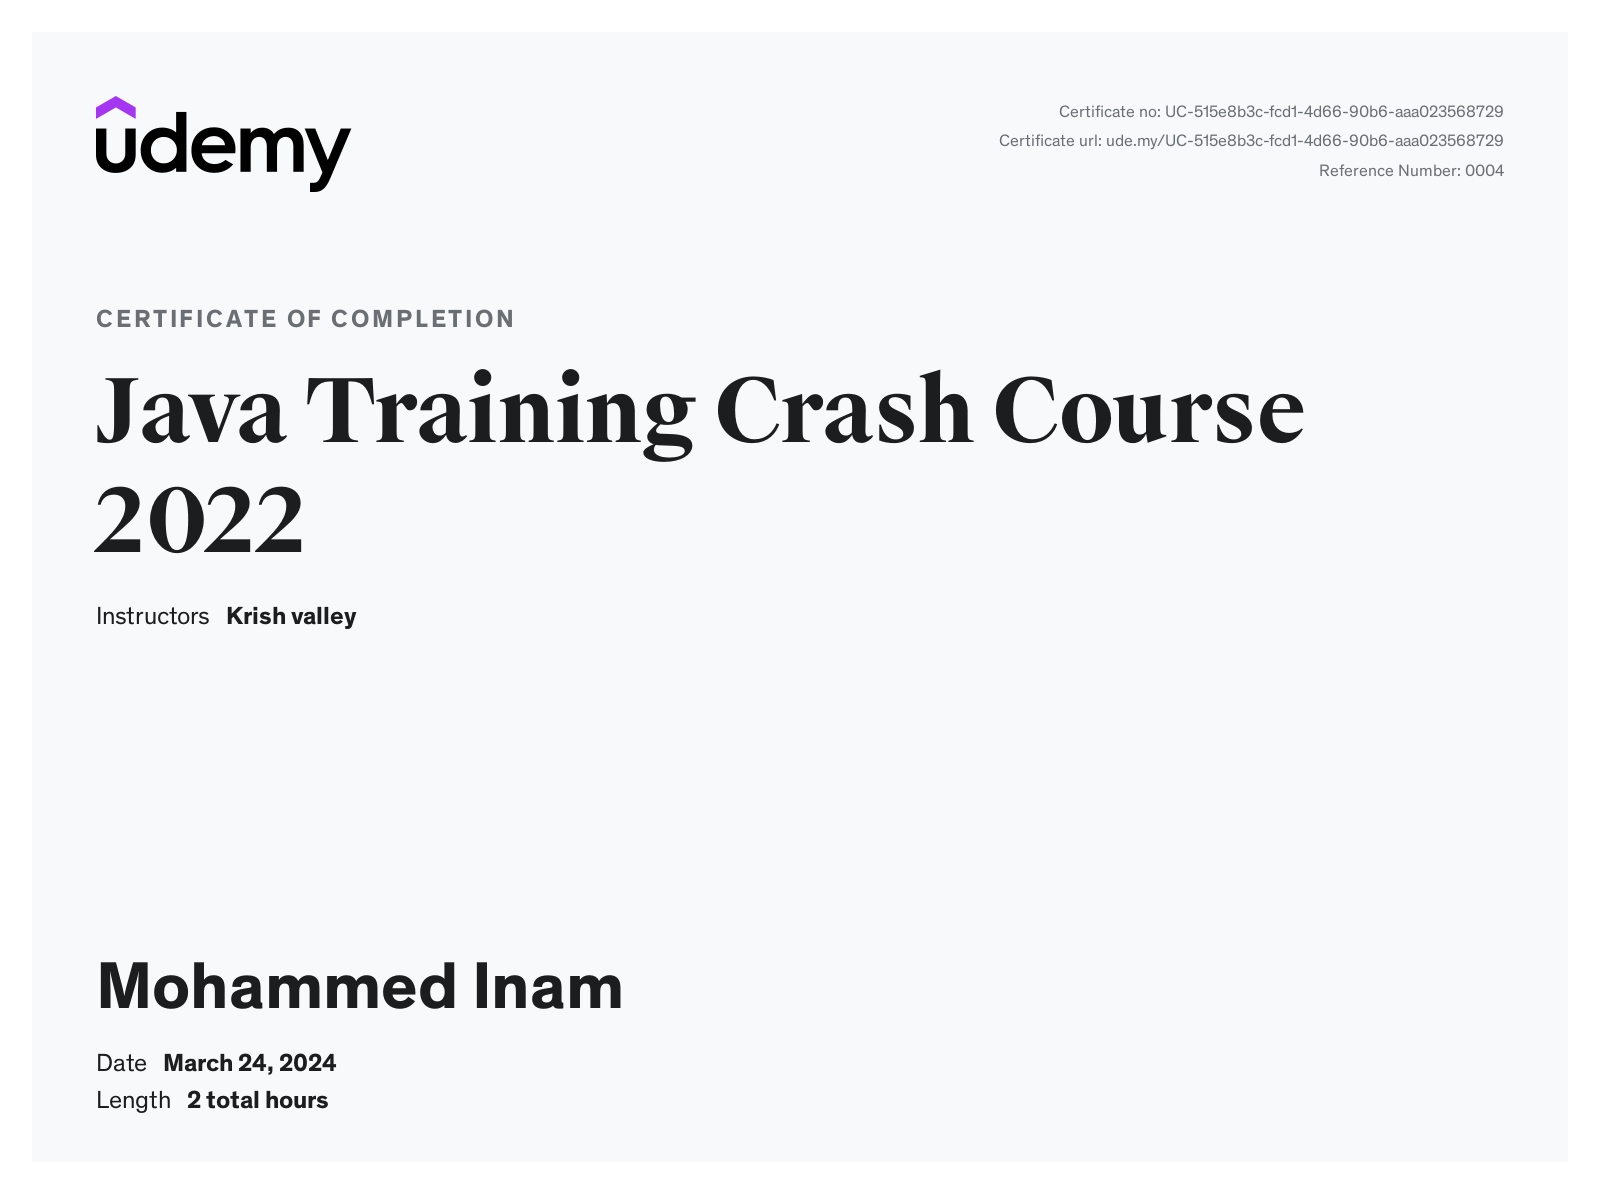 udemy
Certificate no: UC-515e8b3c-fcd1-4d66-90b6-aaa023568729
Certificate url: ude.my/UC-515e8b3c-fcd1-4d66-90b6-aaa023568729
Reference Number: 0004
CERTIFICATE OF COMPLETION
Java Training Crash Course
2022
Instructors Krish valley
Mohammed Inam
Date March 24, 2024
Length 2 total hours